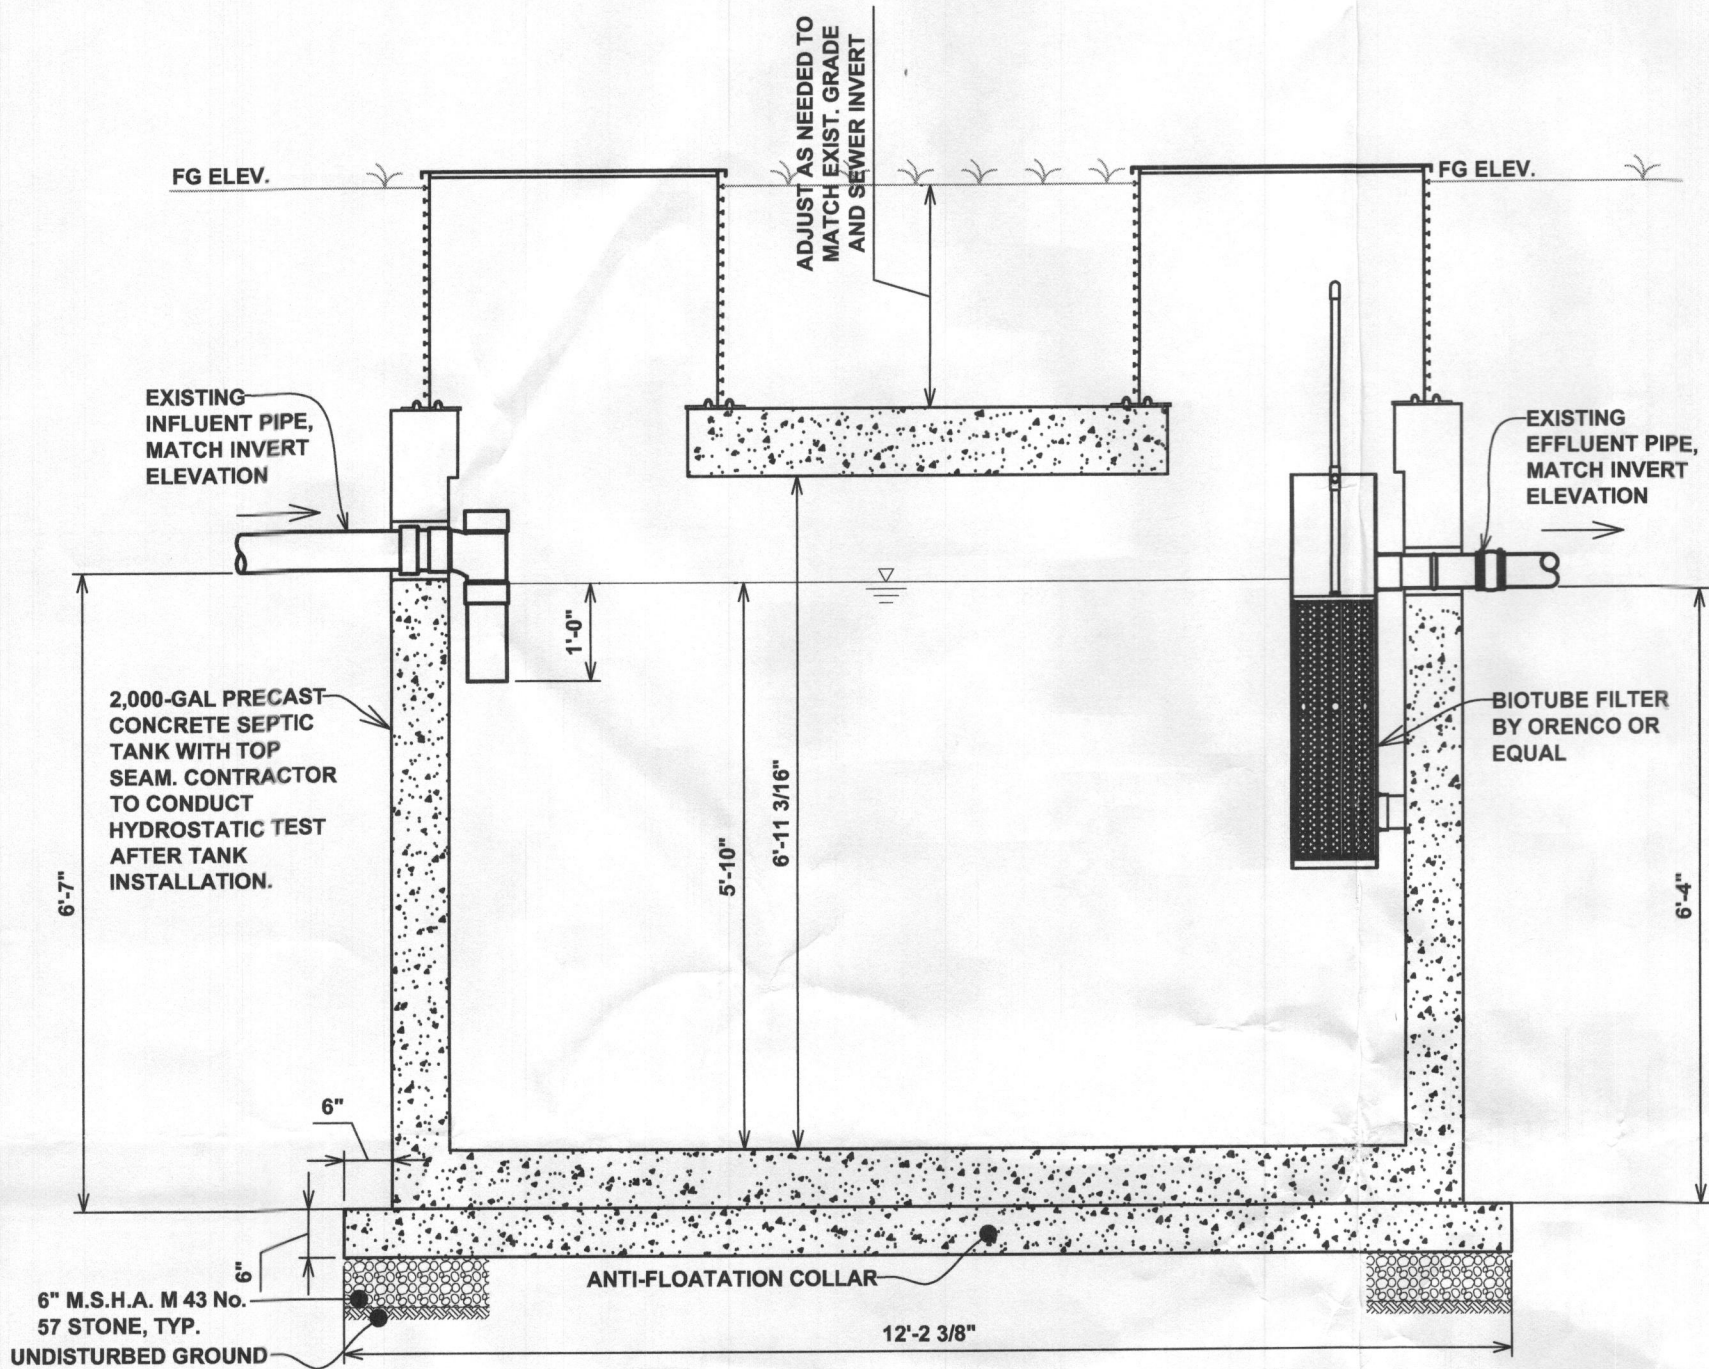 ADJUST AS NEEDED TO
MATCH EXIST. GRADE
AND SEWER INVERT
FG ELEV.
FG ELEV.
EXISTING
INFLUENT PIPE,
MATCH INVERT
ELEVATION
EXISTING
EFFLUENT PIPE,
MATCH INVERT
ELEVATION
1'-0"
2,000-GAL PRECAST
CONCRETE SEPTIC
TANK WITH TOP
SEAM. CONTRACTOR
TO CONDUCT
HYDROSTATIC TEST
AFTER TANK
INSTALLATION.
BIOTUBE FILTER
BY ORENCO OR
EQUAL
6'-7"
5'-10"
6'-11 3/16"
6'-4"
6"
6"
ANTI-FLOATATION COLLAR
6" M.S.H.A. M 43 No.
57 STONE, TYP.
UNDISTURBED GROUND
12'-2 3/8"